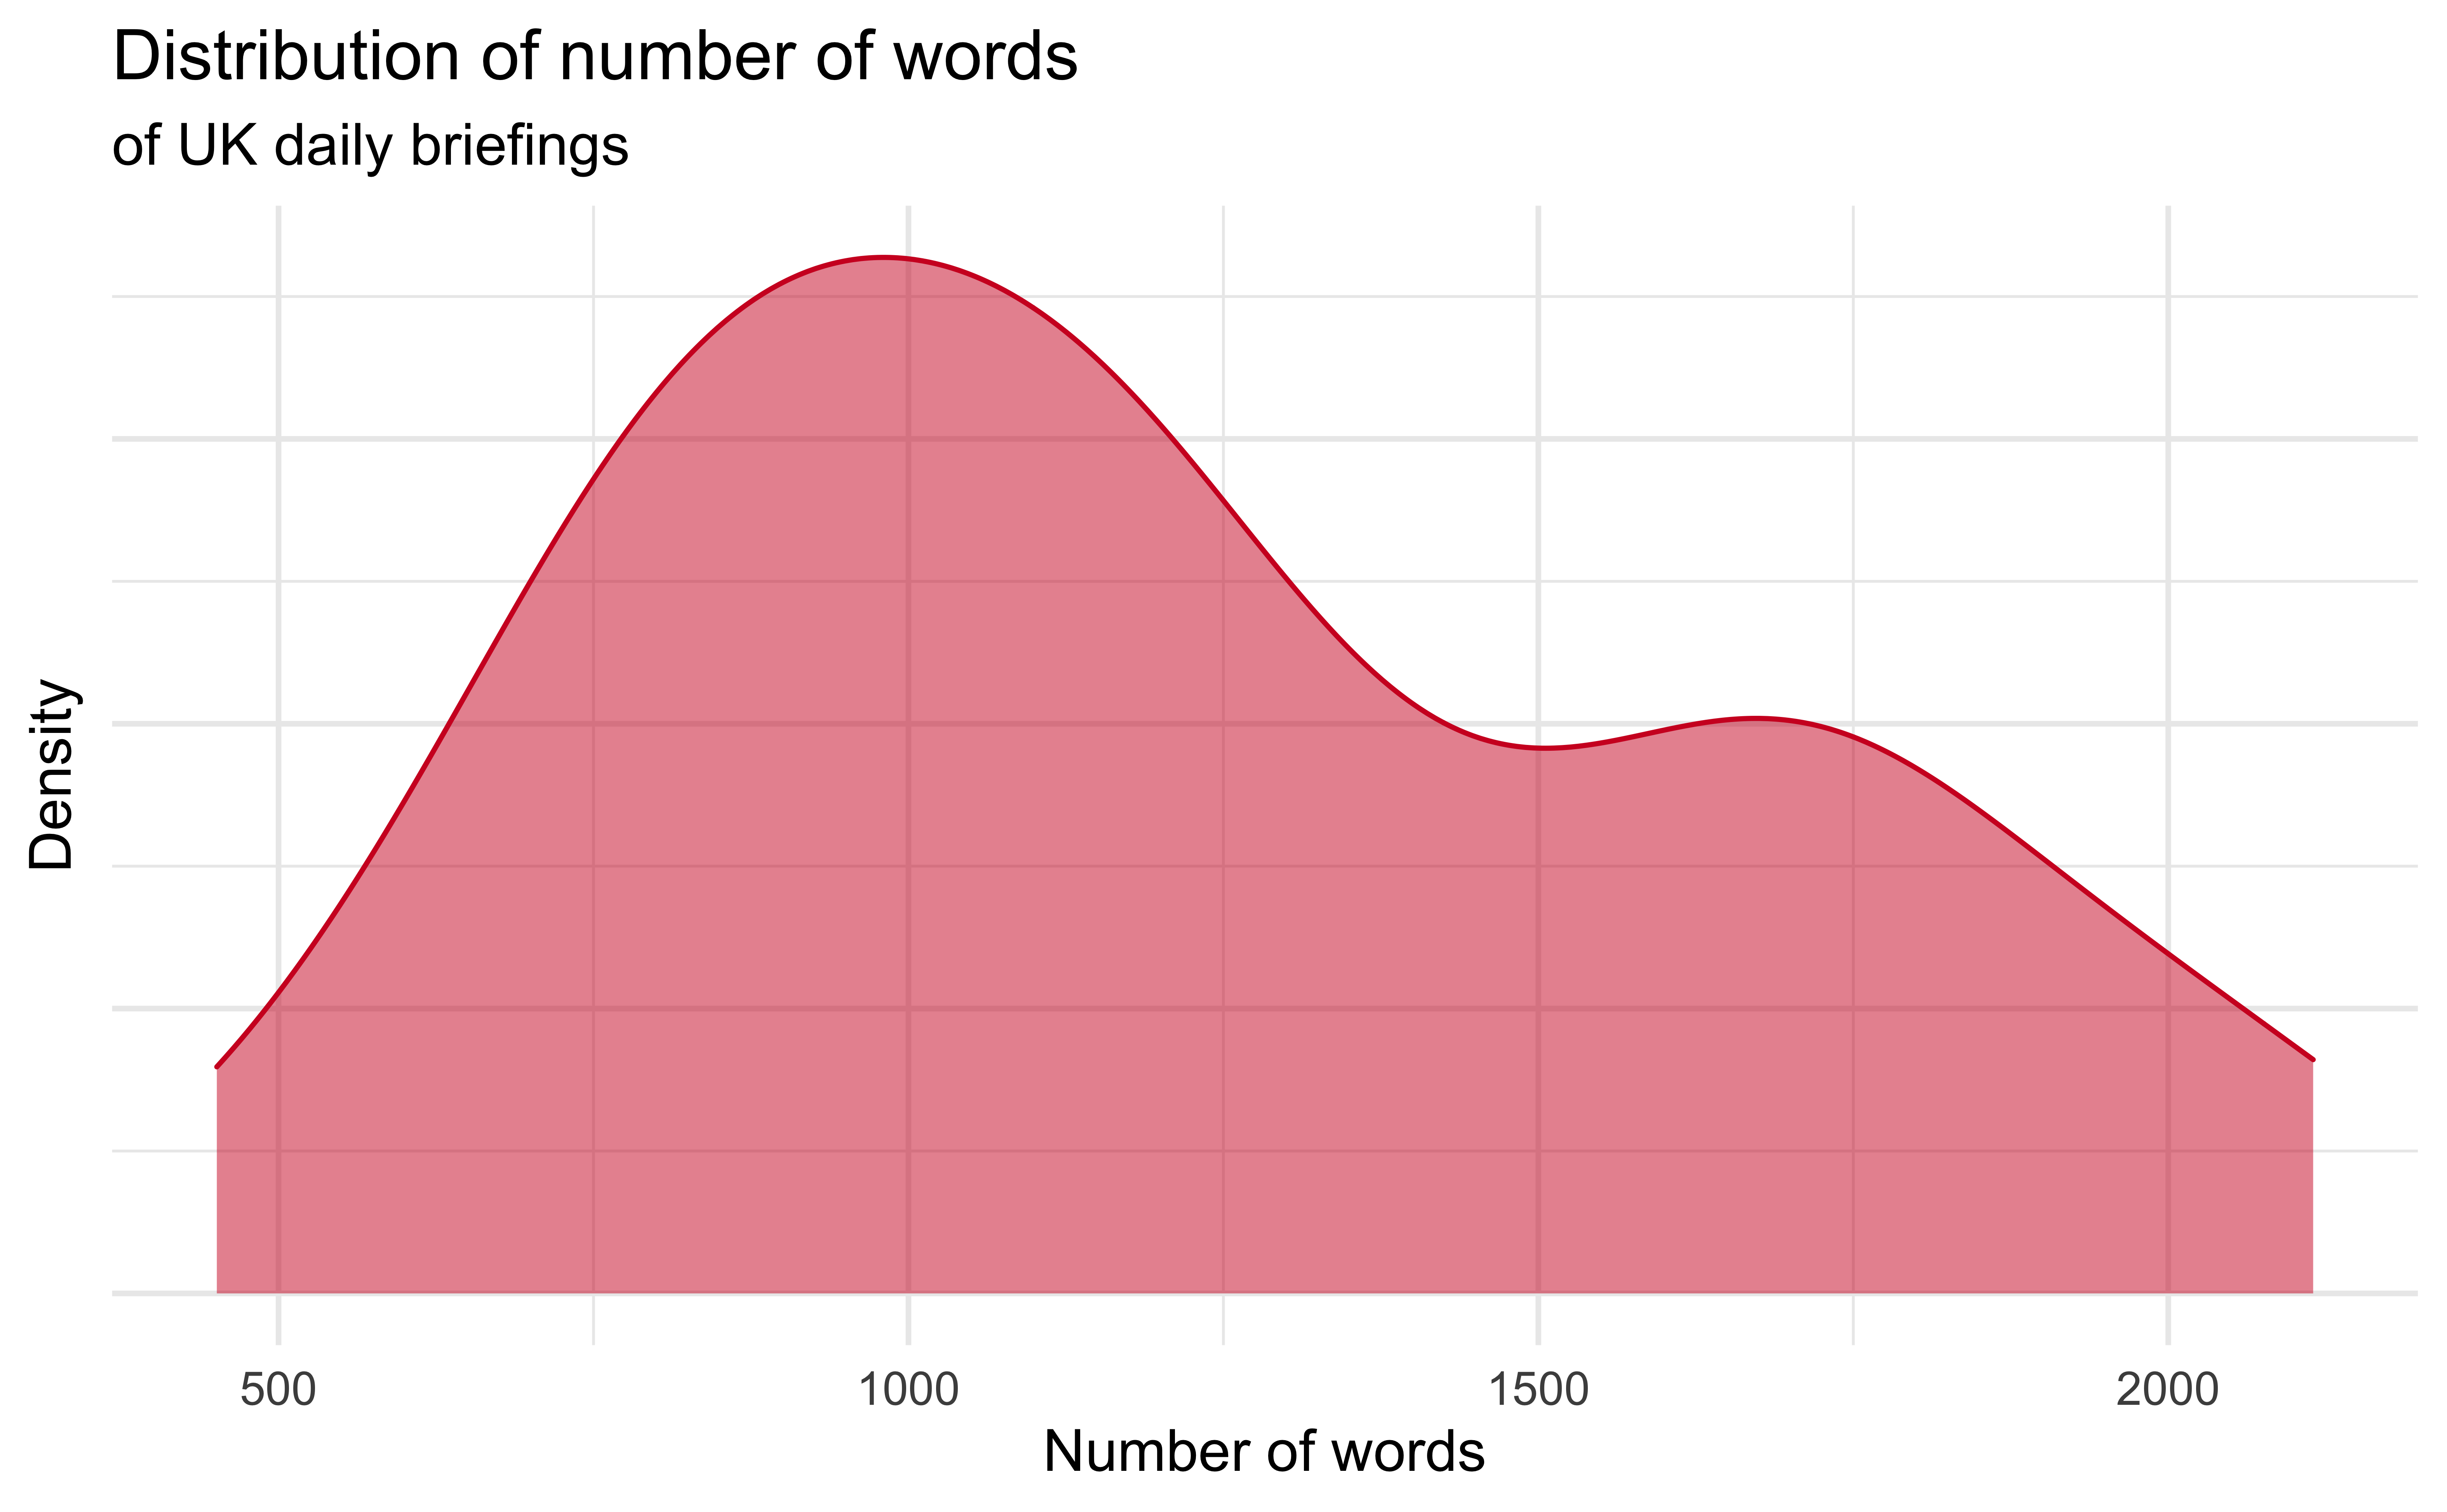 Distribution of number of words
of UK daily briefings
Density
500
1000
1500
2000
Number of words